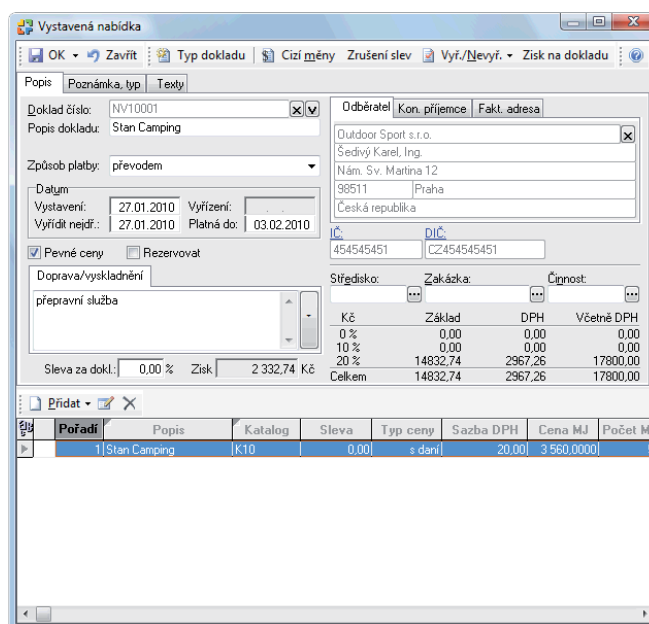 Vystavená nabídka
OK Zavřít Typ dokladu Cizí měny Zrušení slev Vyř./Nevyř. Zisk na dokladu
Popis Poznámka, typ Texty
Doklad číslo: NV10001
Popis dokladu: Stan Camping
Způsob platby: převodem
Datum
Vystavení: 27.01.2010 Vyřízení: . .
Vyřídit nejdř.: 27.01.2010 Platná do: 03.02.2010
Pevné ceny Rezervovat
Doprava/vyskladnění
přepravní služba
Sleva za dokl.: 0,00 % Zisk 2 332,74 Kč
Odběratel Kon. příjemce Fakt. adresa
Outdoor Sport s.r.o.
Šedivý Karel, Ing.
Nám. Sv. Martina 12
98511 Praha
Česká republika
IČ: DIČ:
454545451 CZ454545451
Středisko: Zakázka: Činnost:
Kč Základ DPH Včetně DPH
0 % 0,00 0,00 0,00
10 % 0,00 0,00 0,00
20 % 14832,74 2967,26 17800,00
Celkem 14832,74 2967,26 17800,00
Přidat
Pořadí Popis Katalog Sleva Typ ceny Sazba DPH Cena MJ Počet M
1 Stan Camping K10 0,00 s daní 20,00 3 560,0000